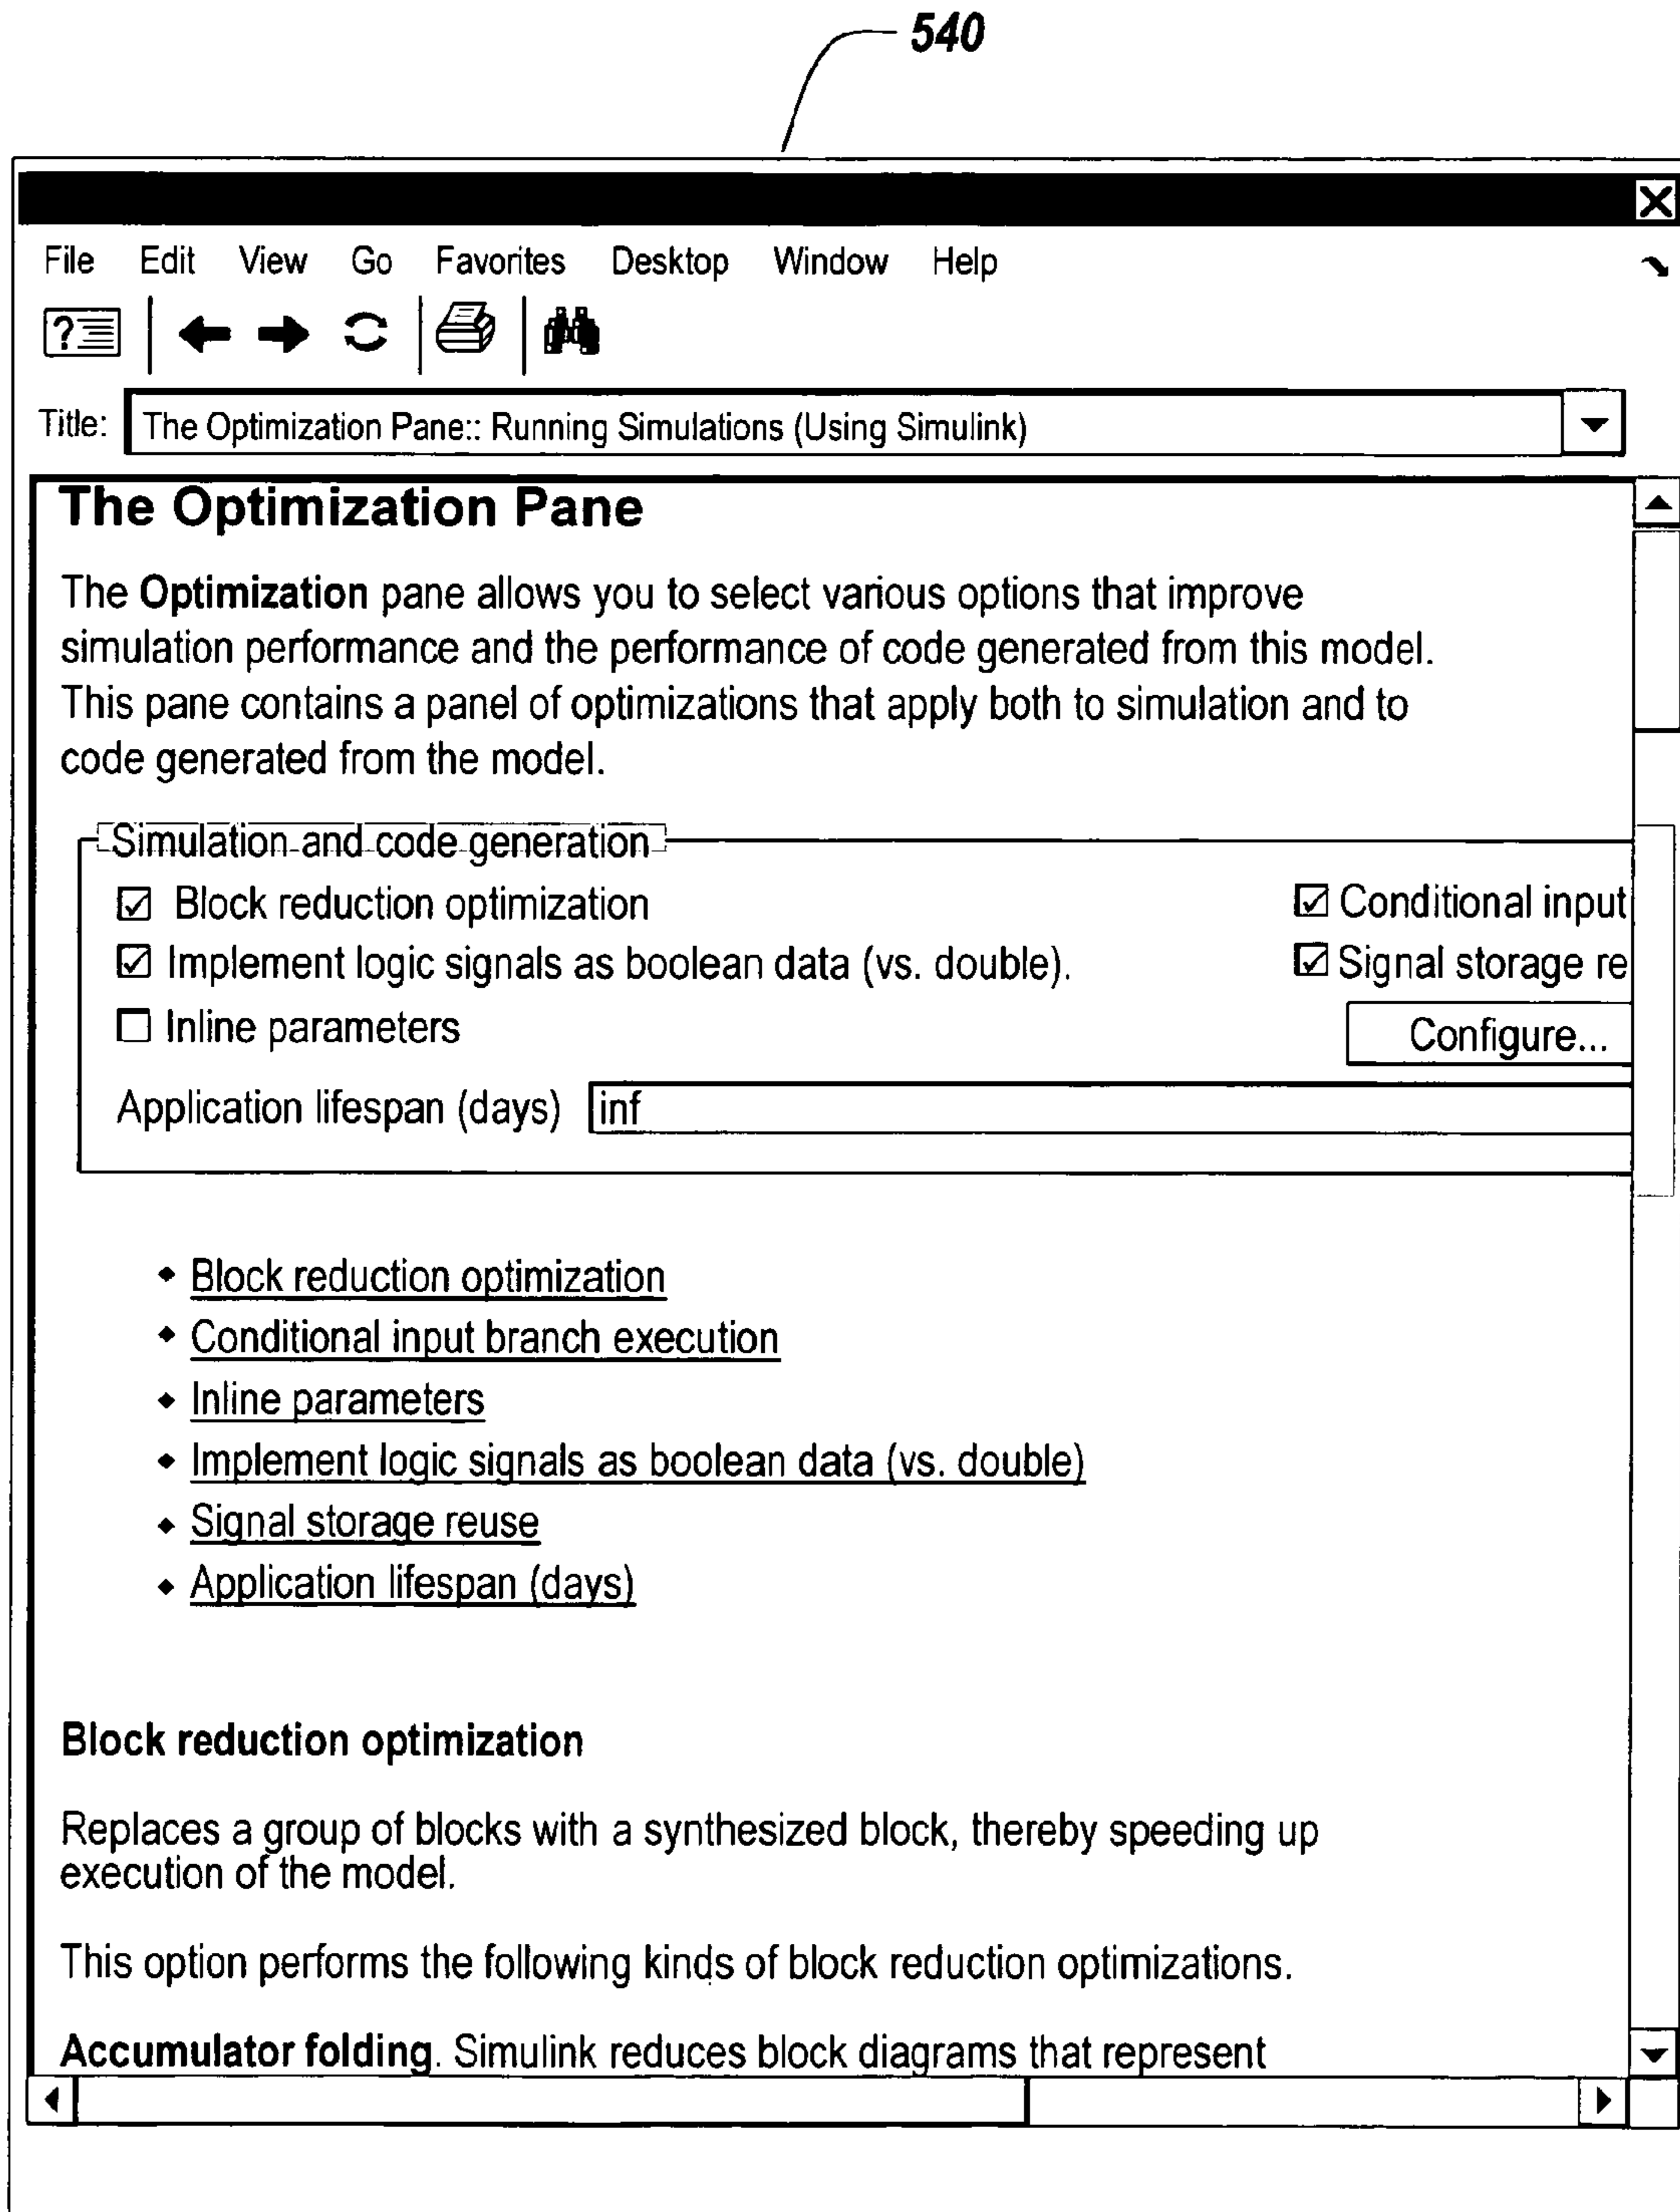 540
File Edit View Go Favorites Desktop Window Help
Title: The Optimization Pane:: Running Simulations (Using Simulink)
The Optimization Pane
The Optimization pane allows you to select various options that improve
simulation performance and the performance of code generated from this model.
This pane contains a panel of optimizations that apply both to simulation and to
code generated from the model.
Simulation and code generation
Block reduction optimization Conditional input
Implement logic signals as boolean data (vs. double). Signal storage re
Inline parameters Configure...
Application lifespan (days) inf
Block reduction optimization
Conditional input branch execution
Inline parameters
Implement logic signals as boolean data (vs. double)
Signal storage reuse
Application lifespan (days)
Block reduction optimization
Replaces a group of blocks with a synthesized block, thereby speeding up
execution of the model.
This option performs the following kinds of block reduction optimizations.
Accumulator folding. Simulink reduces block diagrams that represent